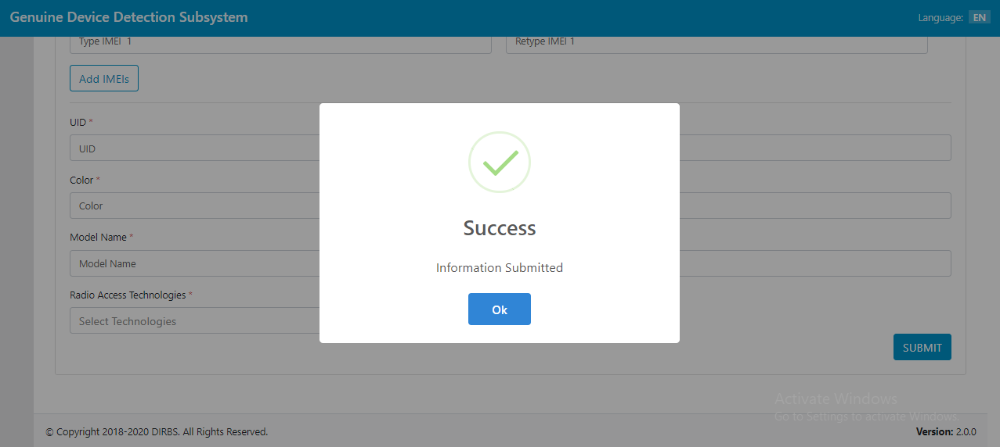 Genuine Device Detection Subsystem
Language: EN
Type IMEI 1
Retype IMEI 1
Add IMEIs
UID *
UID
Color *
Color
Model Name *
Model Name
Radio Access Technologies *
Select Technologies
Success
Information Submitted
Ok
SUBMIT
Activate Windows
Go to Settings to activate Windows.
© Copyright 2018-2020 DIRBS. All Rights Reserved.
Version: 2.0.0